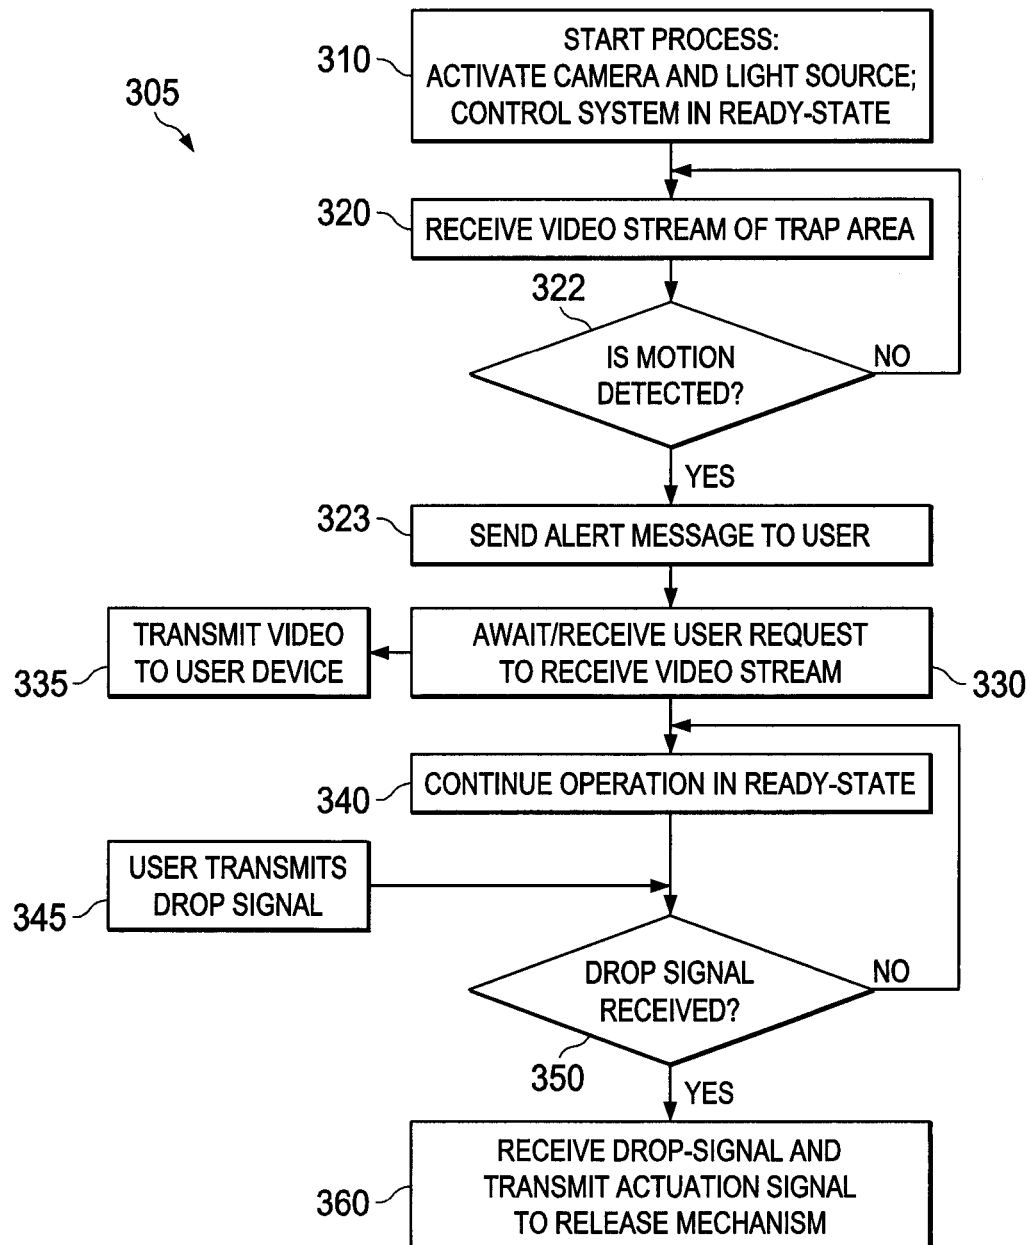 310
START PROCESS:
ACTIVATE CAMERA AND LIGHT SOURCE;
CONTROL SYSTEM IN READY-STATE
305
320
RECEIVE VIDEO STREAM OF TRAP AREA
322
IS MOTION
DETECTED?
NO
YES
323
SEND ALERT MESSAGE TO USER
TRANSMIT VIDEO
TO USER DEVICE
335
AWAIT/RECEIVE USER REQUEST
TO RECEIVE VIDEO STREAM
330
340
CONTINUE OPERATION IN READY-STATE
USER TRANSMITS
DROP SIGNAL
345
DROP SIGNAL
RECEIVED?
NO
350
YES
360
RECEIVE DROP-SIGNAL AND
TRANSMIT ACTUATION SIGNAL
TO RELEASE MECHANISM